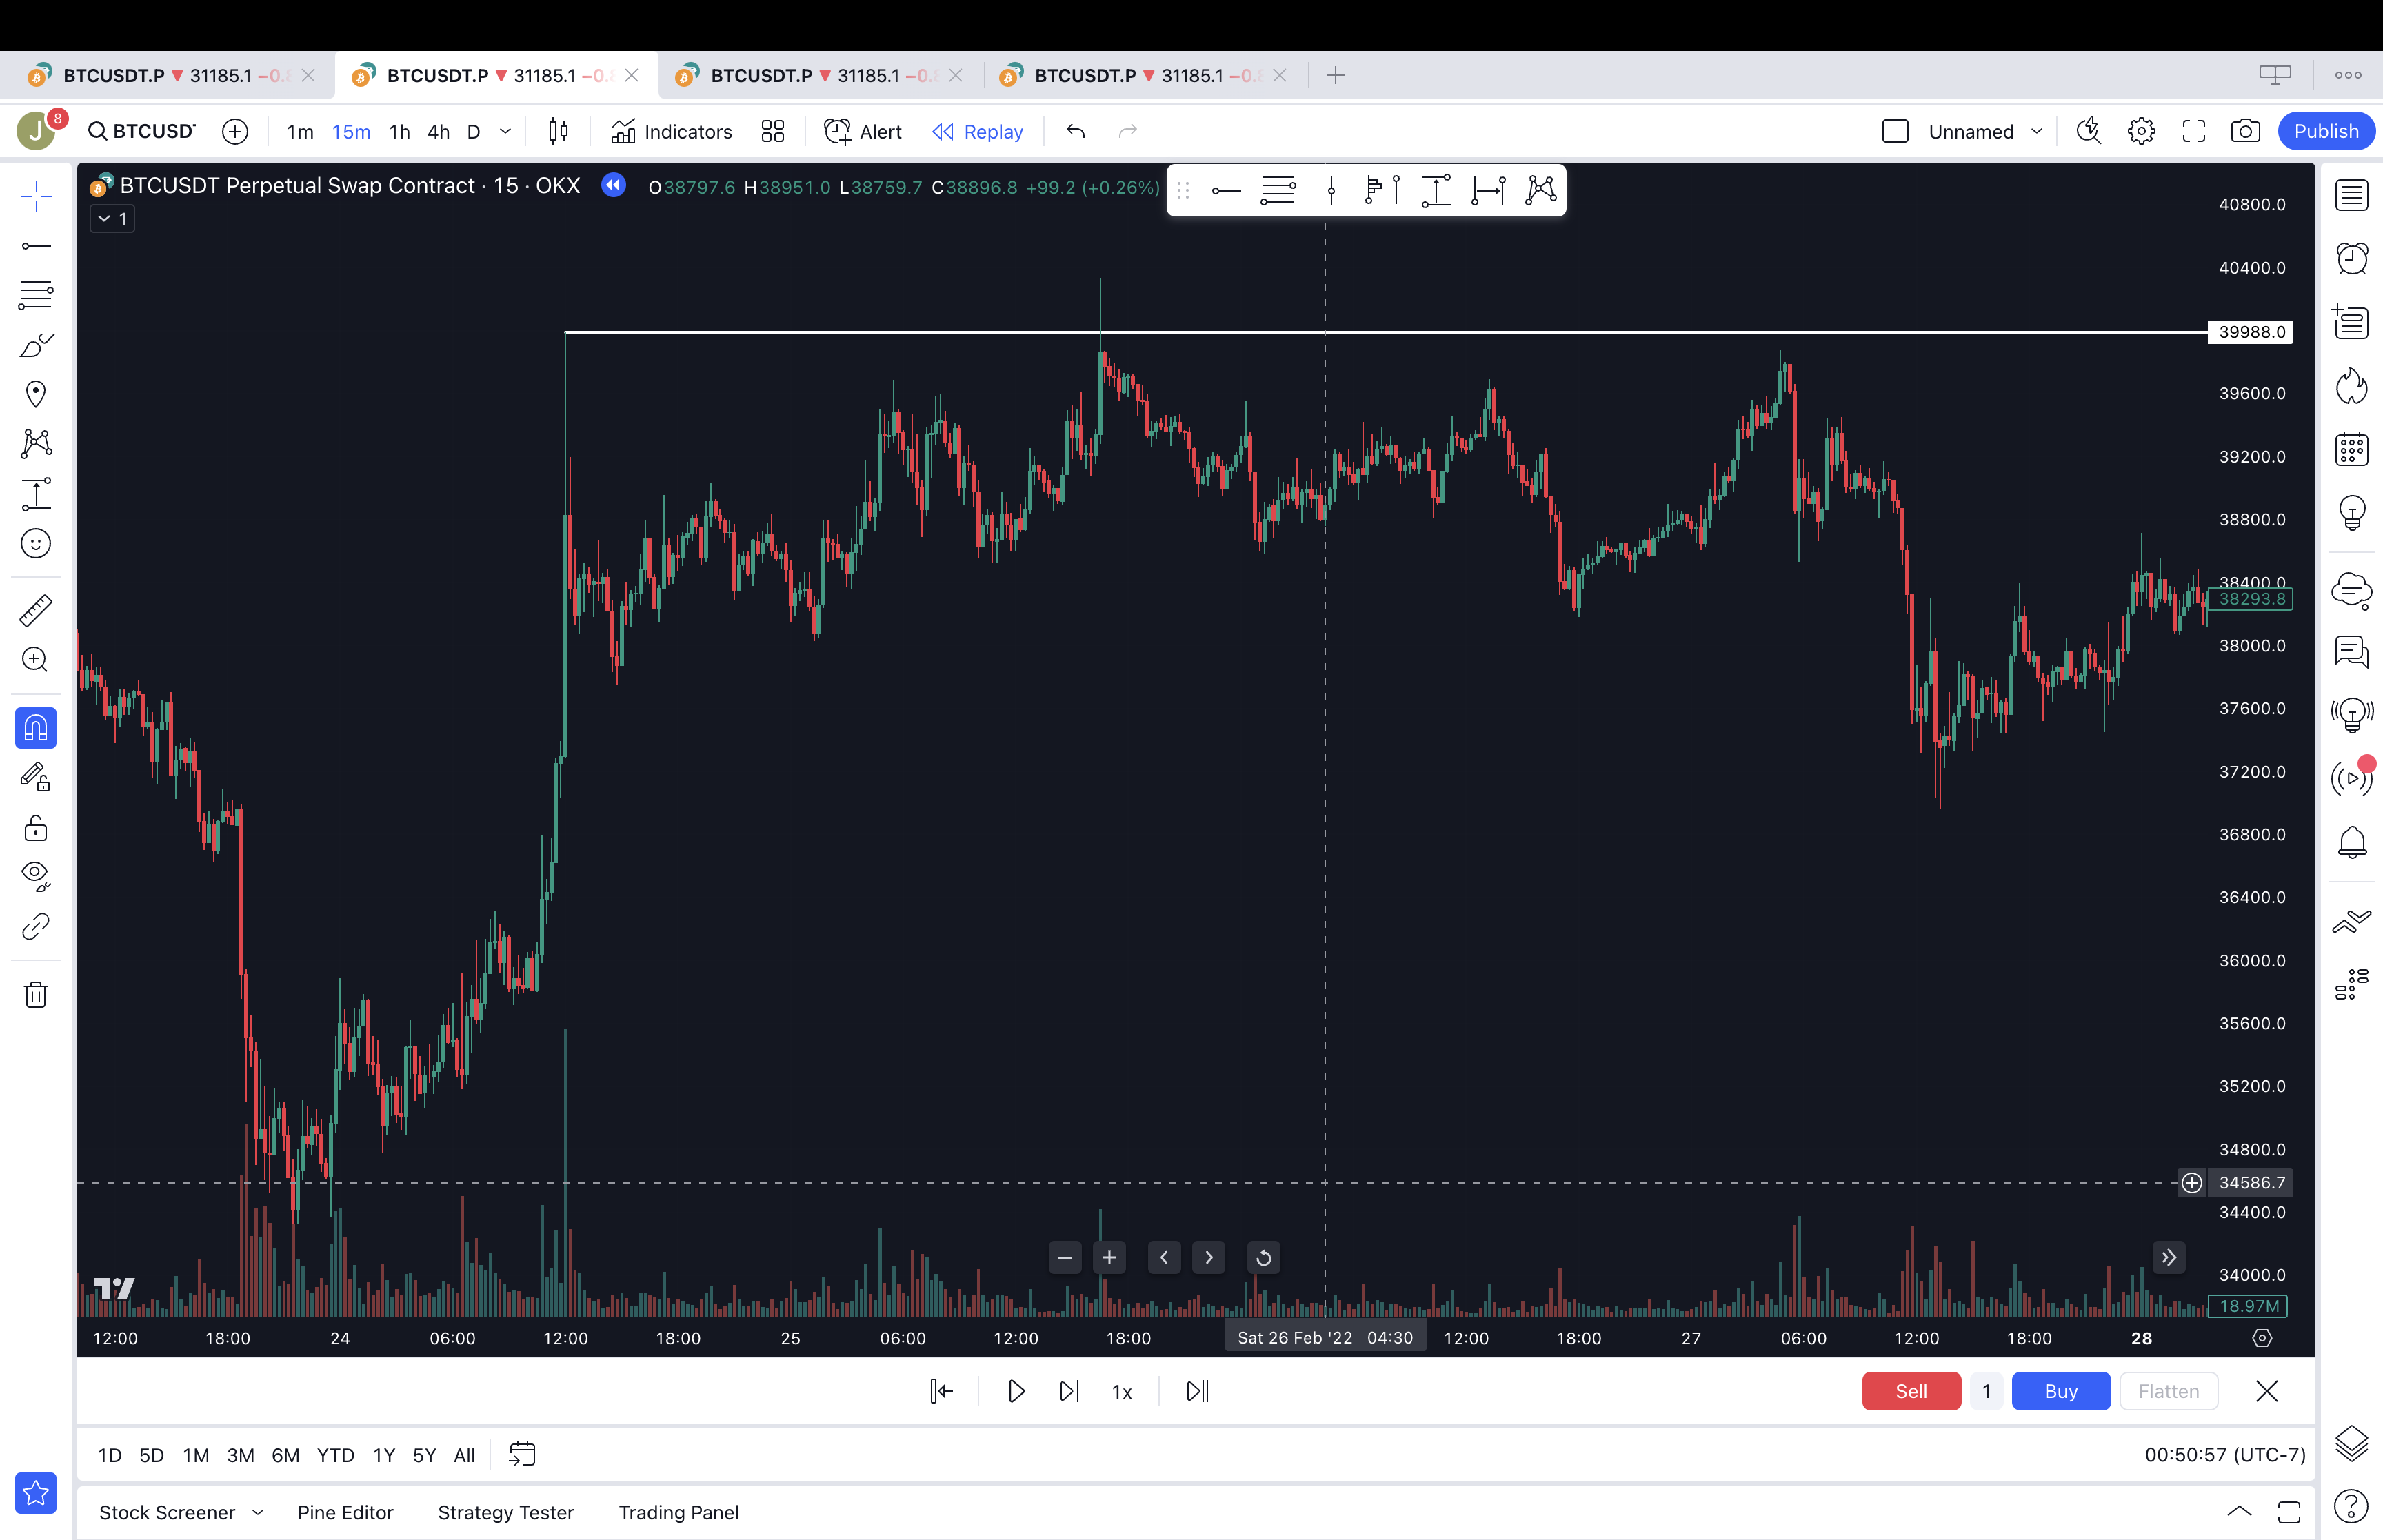 BTCUSDT.P 31185.1 −0.8 BTCUSDT.P 31185.1 −0.8 BTCUSDT.P 31185.1 −0.8 BTCUSDT.P 31185.1 −0.8
J 8 BTCUSD 1m 15m 1h 4h D Indicators Alert Replay Unnamed Publish
BTCUSDT Perpetual Swap Contract · 15 · OKX O38797.6 H38951.0 L38759.7 C38896.8 +99.2 (+0.26%)
1
40800.0
40400.0
39988.0
39600.0
39200.0
38800.0
38400.0
38293.8
38000.0
37600.0
37200.0
36800.0
36400.0
36000.0
35600.0
35200.0
34800.0
34586.7
34400.0
34000.0
18.97M
12:00 18:00 24 06:00 12:00 18:00 25 06:00 12:00 18:00 Sat 26 Feb '22 04:30 12:00 18:00 27 06:00 12:00 18:00 28
1x Sell 1 Buy Flatten
1D 5D 1M 3M 6M YTD 1Y 5Y All 00:50:57 (UTC-7)
Stock Screener Pine Editor Strategy Tester Trading Panel